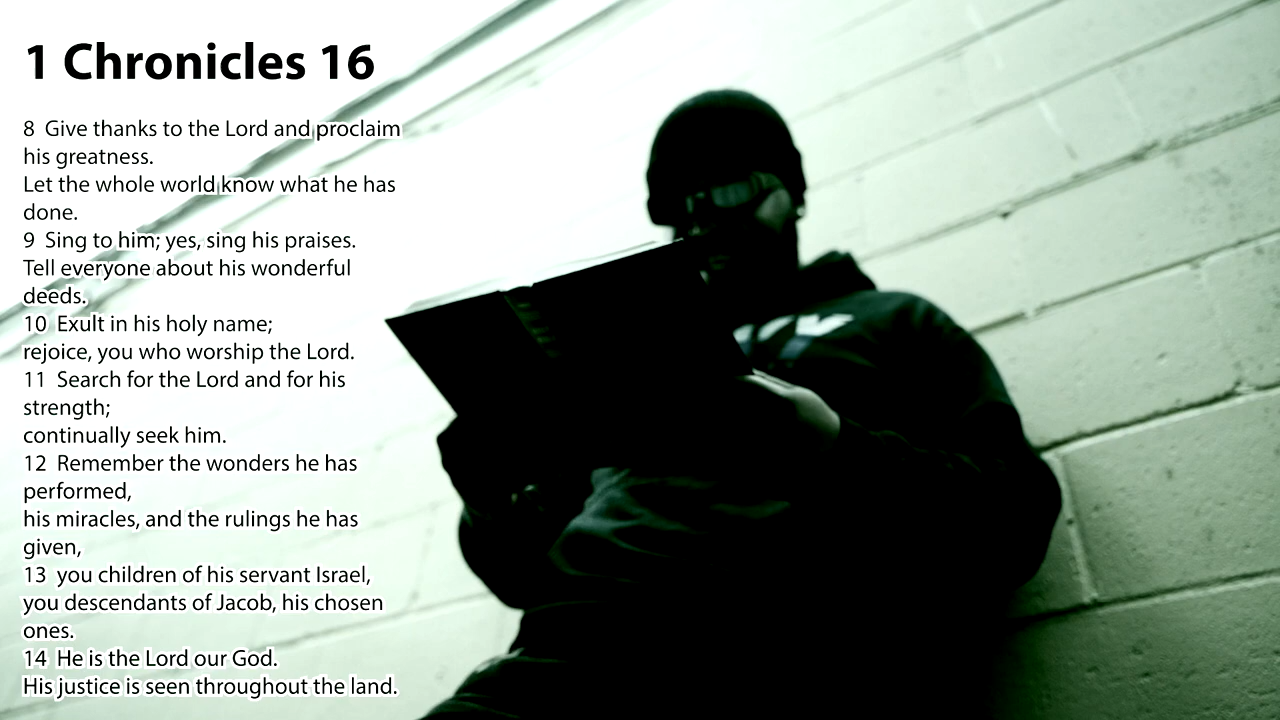 1 Chronicles 16
8 Give thanks to the Lord and proclaim
his greatness.
Let the whole world know what he has
done.
9 Sing to him; yes, sing his praises.
Tell everyone about his wonderful
deeds.
10 Exult in his holy name;
rejoice, you who worship the Lord.
11 Search for the Lord and for his
strength;
continually seek him.
12 Remember the wonders he has
performed,
his miracles, and the rulings he has
given,
13 you children of his servant Israel,
you descendants of Jacob, his chosen
ones.
14 He is the Lord our God.
His justice is seen throughout the land.